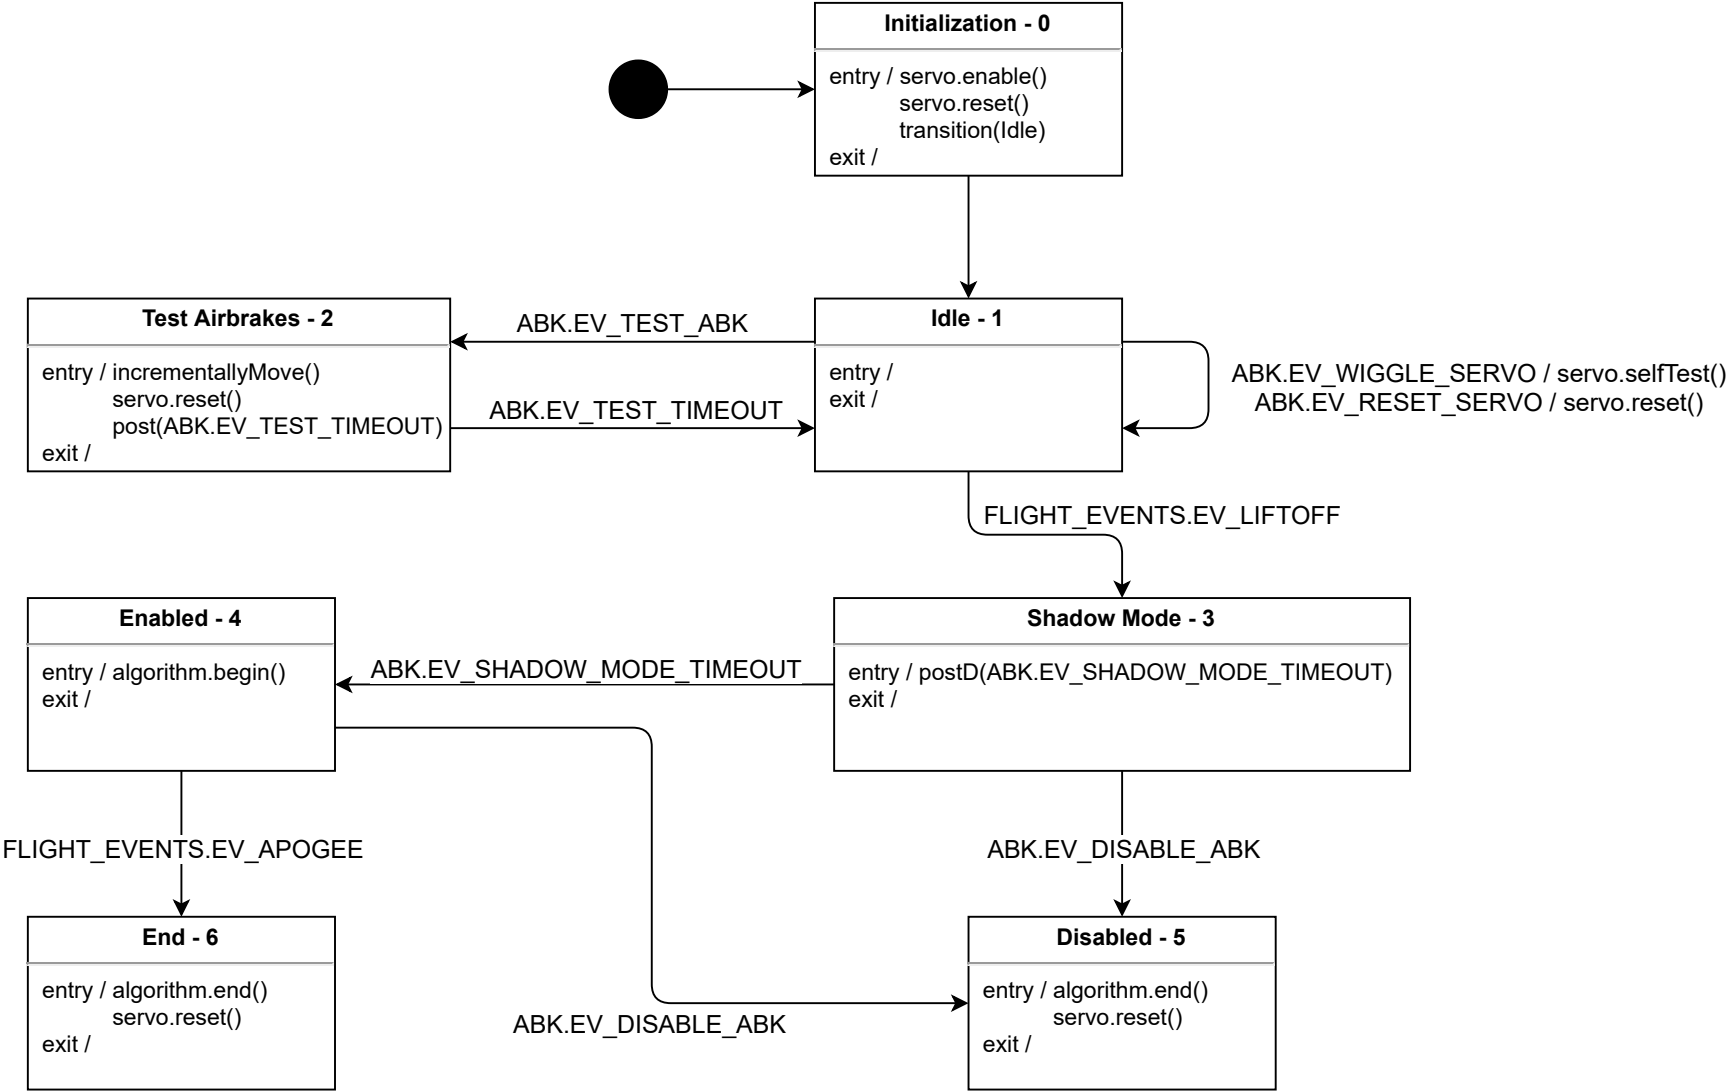 Initialization - 0
entry / servo.enable()
servo.reset()
transition(Idle)
exit /
Test Airbrakes - 2
entry / incrementallyMove()
servo.reset()
post(ABK.EV_TEST_TIMEOUT)
exit /
ABK.EV_TEST_ABK
ABK.EV_TEST_TIMEOUT
Idle - 1
entry /
exit /
ABK.EV_WIGGLE_SERVO / servo.selfTest()
ABK.EV_RESET_SERVO / servo.reset()
FLIGHT_EVENTS.EV_LIFTOFF
Enabled - 4
entry / algorithm.begin()
exit /
ABK.EV_SHADOW_MODE_TIMEOUT
Shadow Mode - 3
entry / postD(ABK.EV_SHADOW_MODE_TIMEOUT)
exit /
FLIGHT_EVENTS.EV_APOGEE
ABK.EV_DISABLE_ABK
End - 6
entry / algorithm.end()
servo.reset()
exit /
ABK.EV_DISABLE_ABK
Disabled - 5
entry / algorithm.end()
servo.reset()
exit /